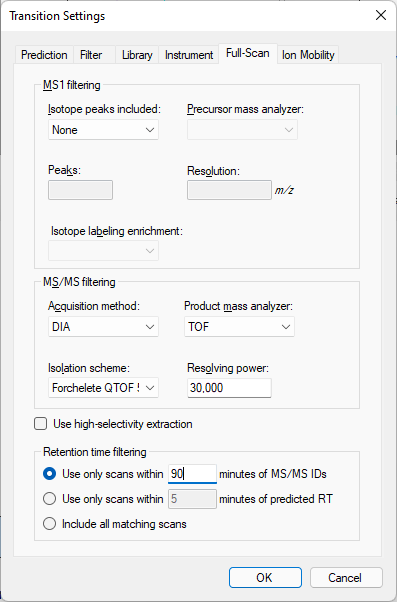 Transition Settings
Prediction Filter Library Instrument Full-Scan Ion Mobility
MS1 filtering
Isotope peaks included: Precursor mass analyzer:
None
Peaks: Resolution:
m/z
Isotope labeling enrichment:
MS/MS filtering
Acquisition method: Product mass analyzer:
DIA TOF
Isolation scheme: Resolving power:
Forchelete QTOF 30,000
Use high-selectivity extraction
Retention time filtering
Use only scans within 90 minutes of MS/MS IDs
Use only scans within 5 minutes of predicted RT
Include all matching scans
OK Cancel